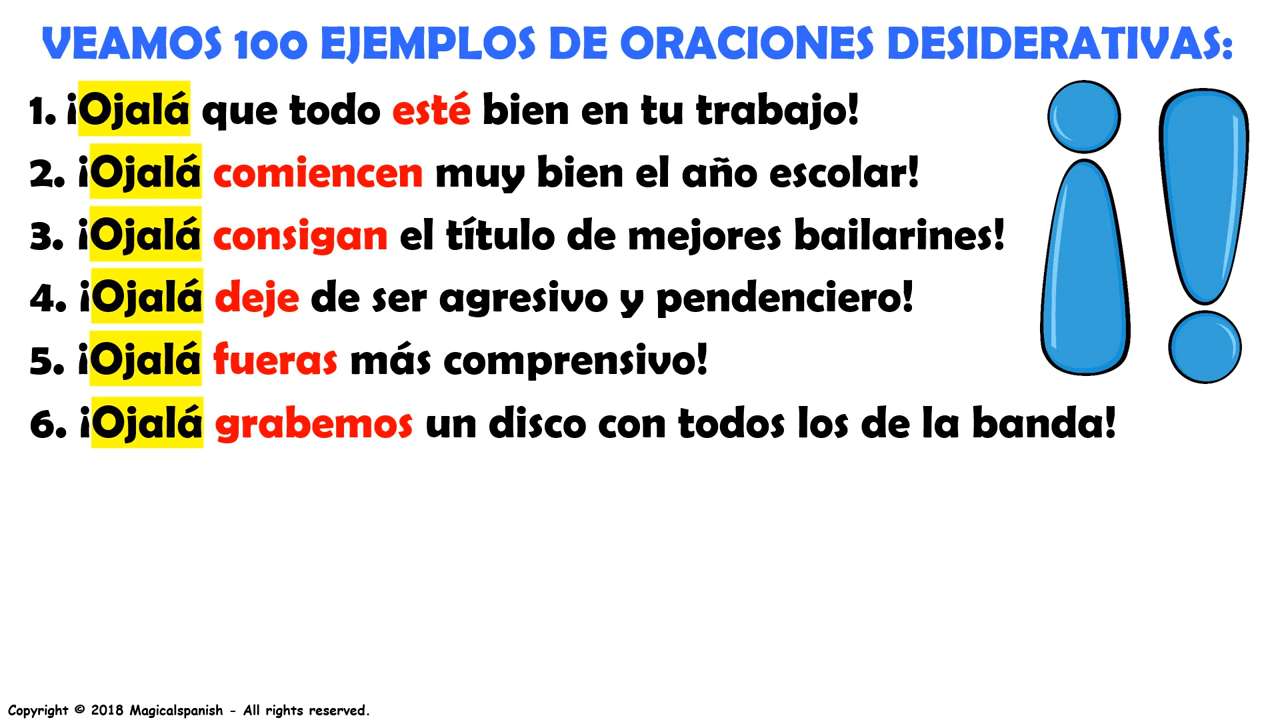 VEAMOS 100 EJEMPLOS DE ORACIONES DESIDERATIVAS:
1. ¡Ojalá que todo esté bien en tu trabajo!
2. ¡Ojalá comiencen muy bien el año escolar!
3. ¡Ojalá consigan el título de mejores bailarines!
4. ¡Ojalá deje de ser agresivo y pendenciero!
5. ¡Ojalá fueras más comprensivo!
6. ¡Ojalá grabemos un disco con todos los de la banda!
¡!
Copyright © 2018 Magicalspanish - All rights reserved.